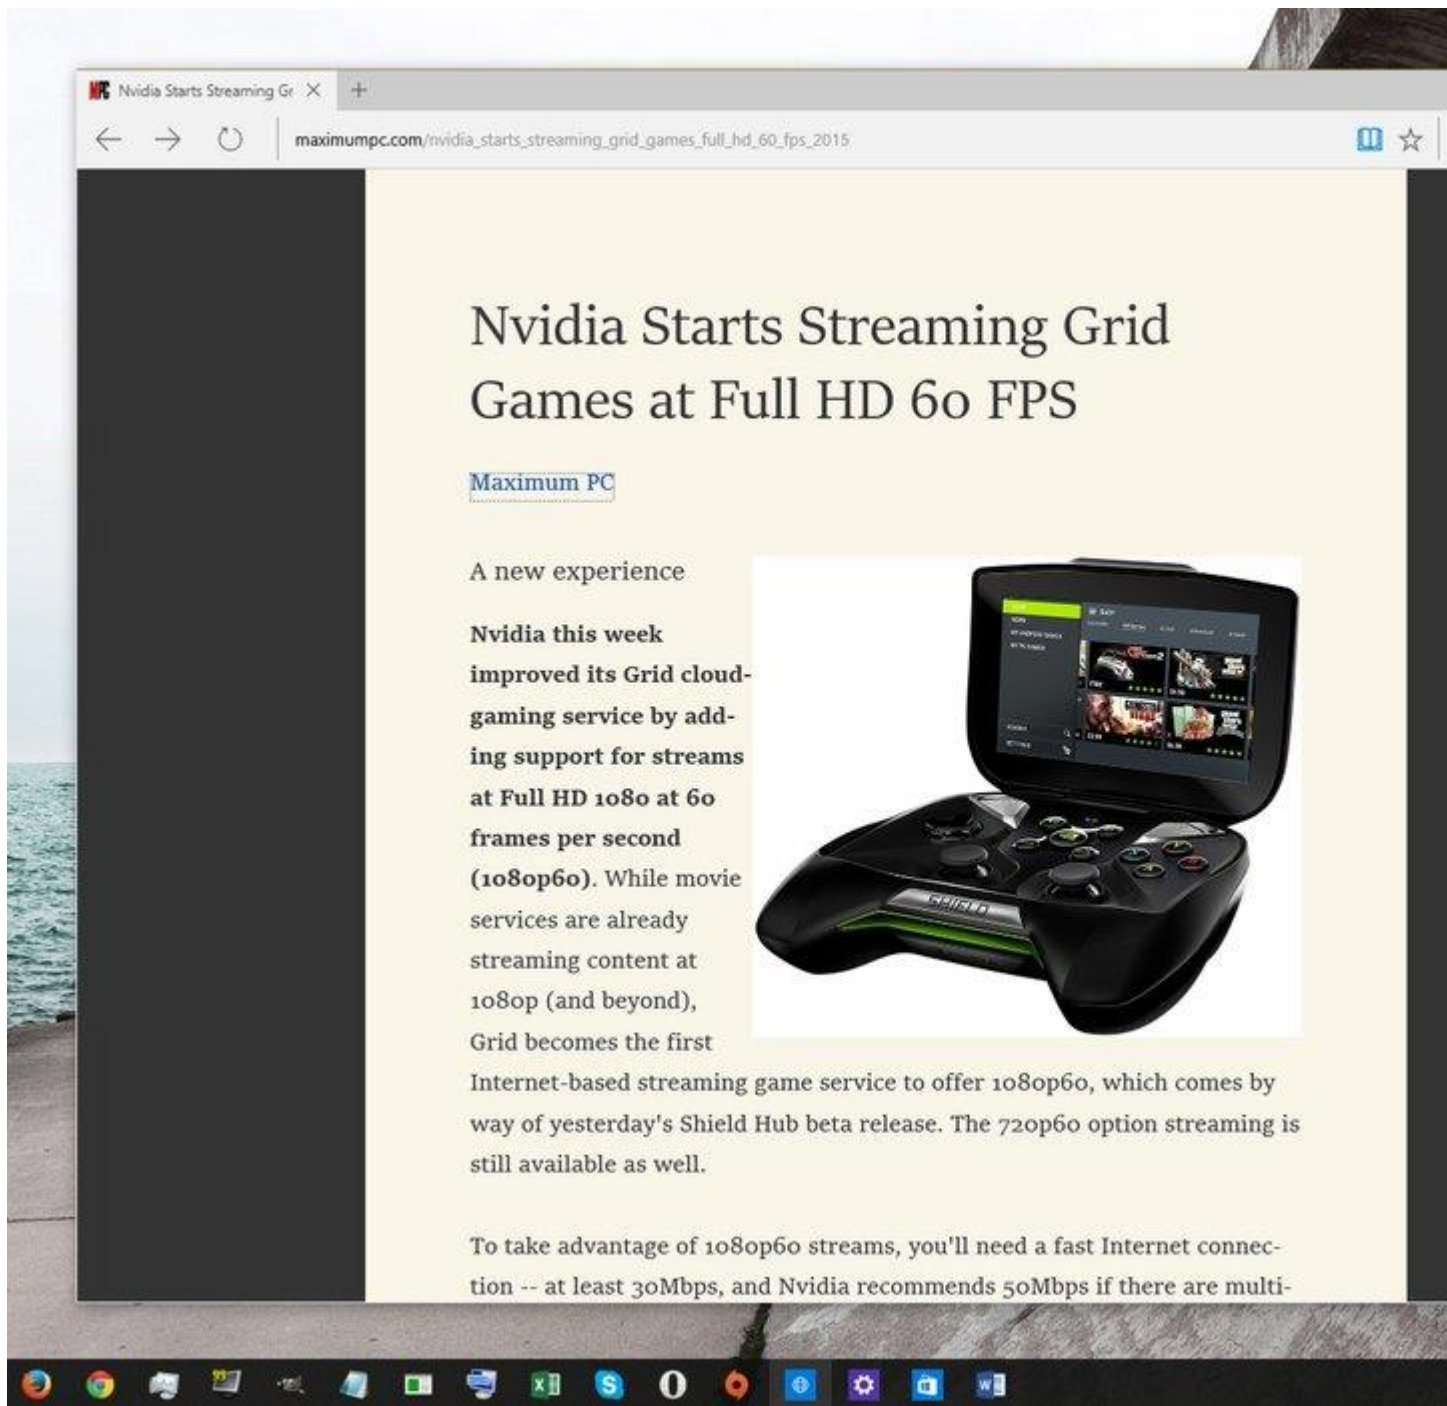 Nvidia Starts Streaming Gr
maximumpc.com/nvidia_starts_streaming_grid_games_full_hd_60_fps_2015
Nvidia Starts Streaming Grid
Games at Full HD 60 FPS
Maximum PC
A new experience
Nvidia this week
improved its Grid cloud-
gaming service by add-
ing support for streams
at Full HD 1080 at 60
frames per second
(1080p60). While movie
services are already
streaming content at
1080p (and beyond),
Grid becomes the first
Internet-based streaming game service to offer 1080p60, which comes by
way of yesterday's Shield Hub beta release. The 720p60 option streaming is
still available as well.
To take advantage of 1080p60 streams, you'll need a fast Internet connec-
tion -- at least 30Mbps, and Nvidia recommends 50Mbps if there are multi-
SHIELD